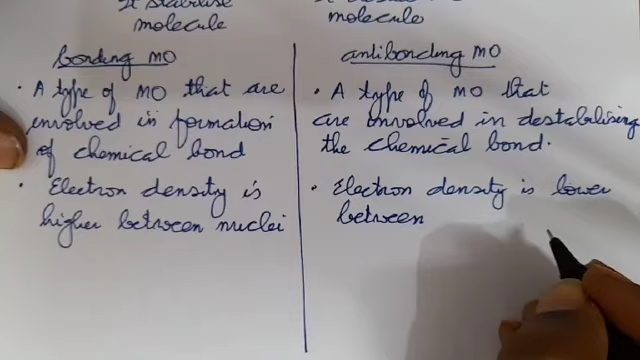 It stabilise
molecule
molecule
bonding MO
· A type of MO that are
involved in formation
of chemical bond
· Electron density is
higher between nuclei
antibonding MO
· A type of MO that
are involved in destabilising
the chemical bond.
· Electron density is lower
between